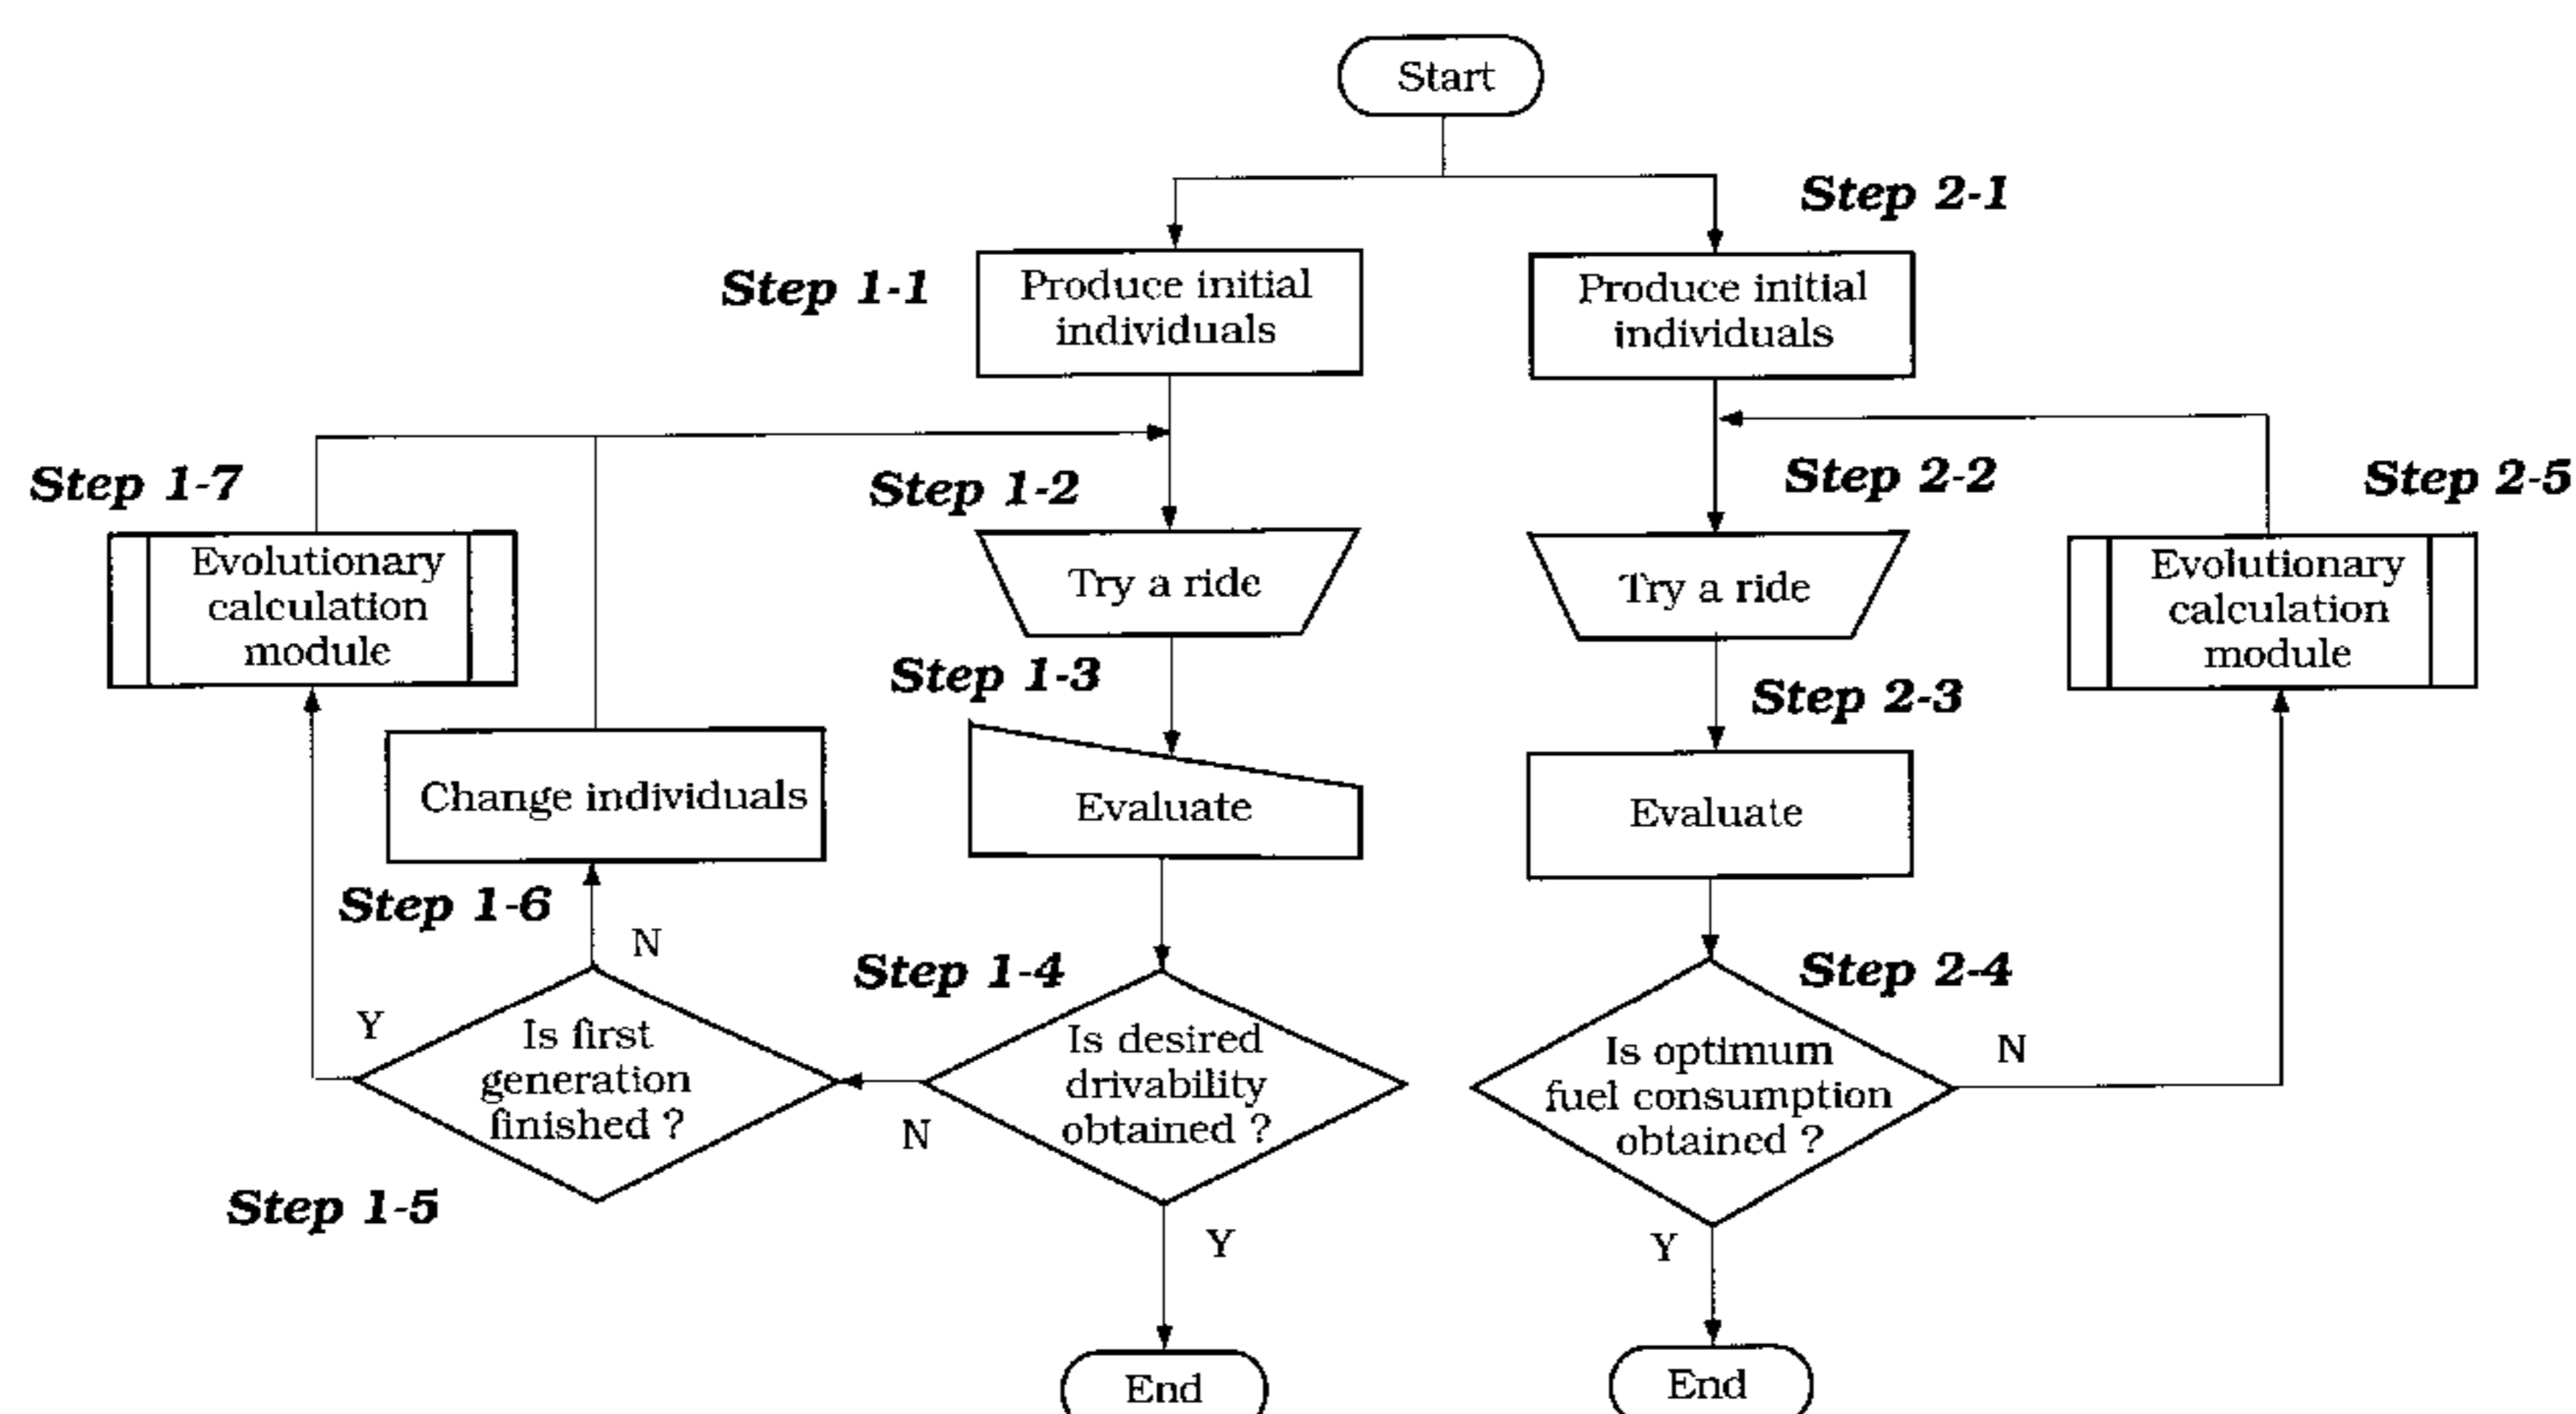 Start
Step 2-1
Step 1-1
Produce initial
individuals
Produce initial
individuals
Step 1-7
Step 1-2
Step 2-2
Step 2-5
Evolutionary
calculation
module
Try a ride
Try a ride
Evolutionary
calculation
module
Step 1-3
Step 2-3
Change individuals
Evaluate
Evaluate
Step 1-6
N
Step 1-4
Step 2-4
Y
Is first
generation
finished ?
Is desired
drivability
obtained ?
N
Is optimum
fuel consumption
obtained ?
N
Step 1-5
Y
Y
End
End